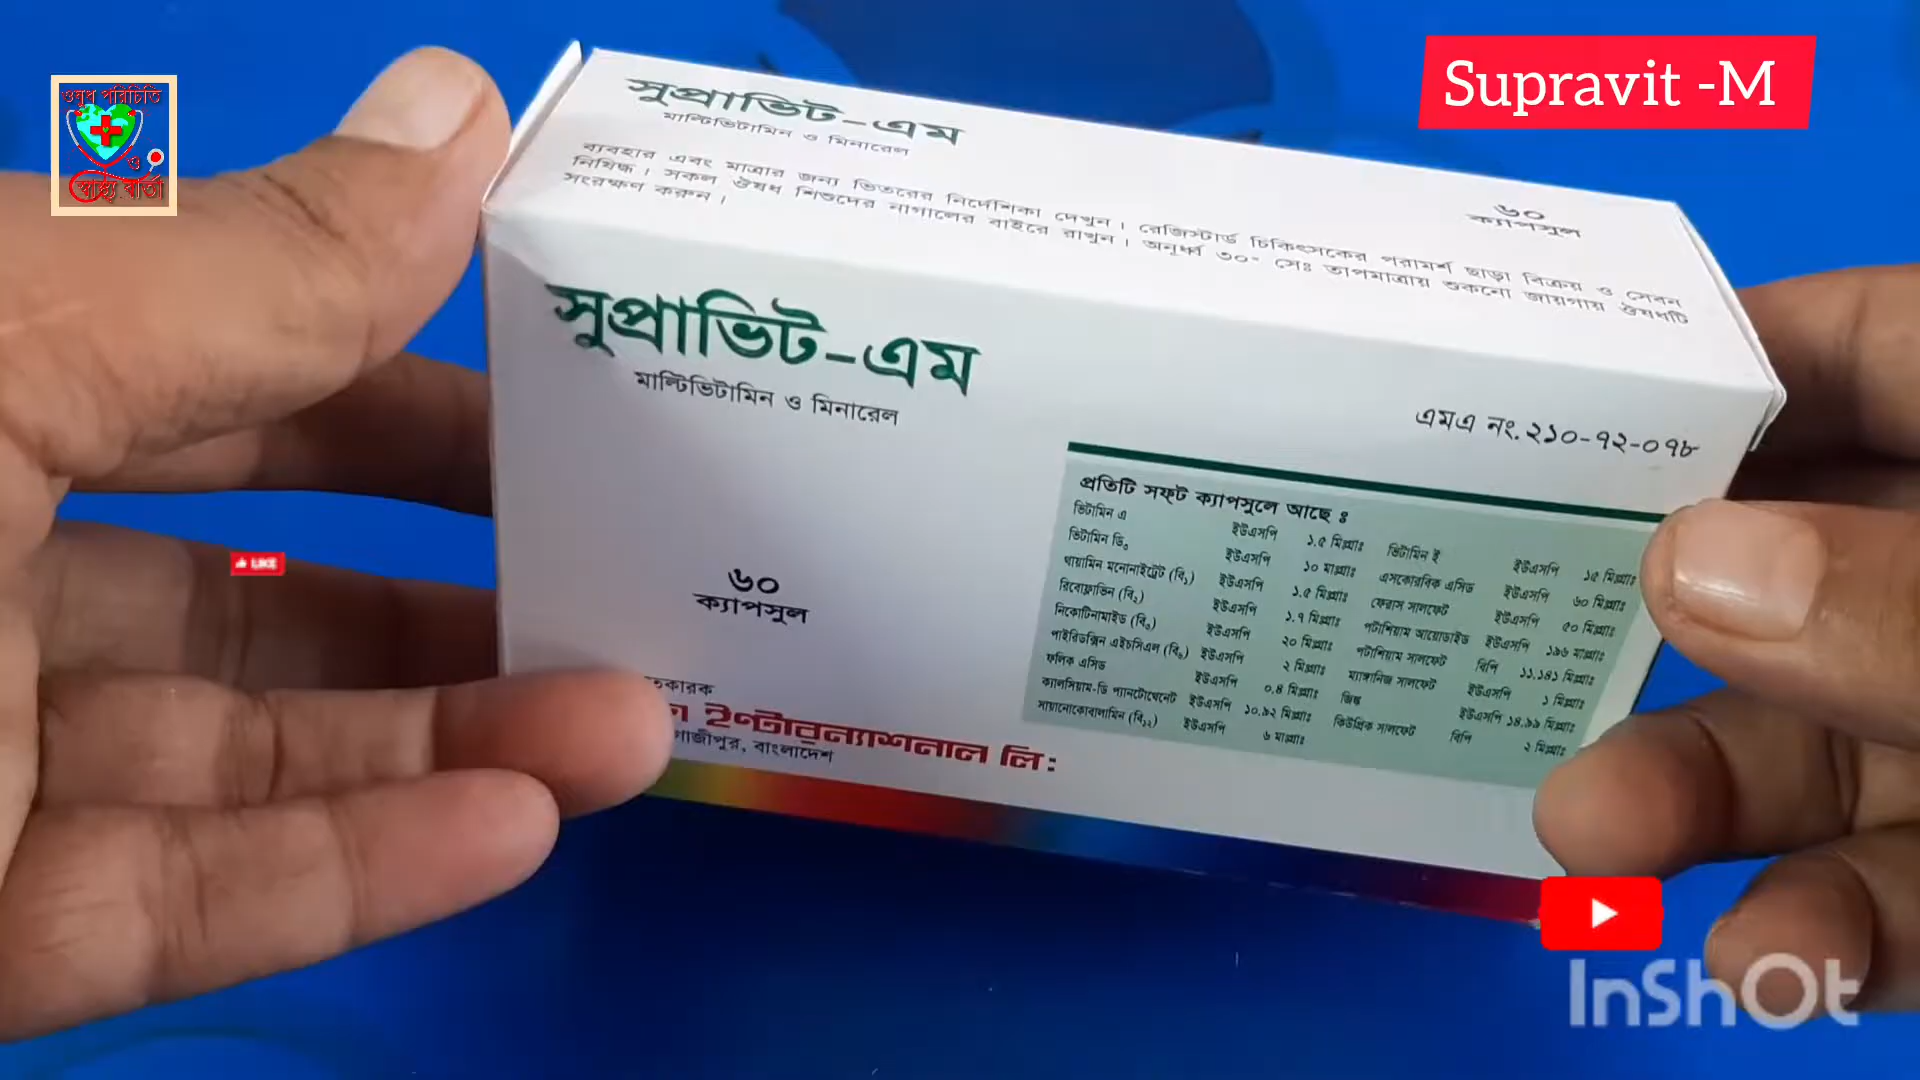 ওষুধ পরিচিতি
ও
স্বাস্থ্য বার্তা
Supravit -M
সুপ্রাভিট-এম
মাল্টিভিটামিন ও মিনারেল
৬০
ক্যাপসুল
ব্যবহার এবং মাত্রার জন্য ভিতরের নির্দেশিকা দেখুন। রেজিস্টার্ড চিকিৎসকের পরামর্শ ছাড়া বিক্রয় ও সেবন
নিষিদ্ধ। সকল ঔষধ শিশুদের নাগালের বাইরে রাখুন। অনূর্ধ্ব ৩০° সেঃ তাপমাত্রায় শুকনো জায়গায় ঔষধটি
সংরক্ষণ করুন।
সুপ্রাভিট-এম
মাল্টিভিটামিন ও মিনারেল
এমএ নং.২১০-৭২-০৭৮
প্রতিটি সফ্ট ক্যাপসুলে আছে ঃ
ভিটামিন এ ইউএসপি ১.৫ মিঃগ্রাঃ
ভিটামিন ডি৩ ইউএসপি ১০ মাঃগ্রাঃ
থায়ামিন মনোনাইট্রেট (বি১) ইউএসপি ১.৫ মিঃগ্রাঃ
রিবোফ্লাভিন (বি২) ইউএসপি ১.৭ মিঃগ্রাঃ
নিকোটিনামাইড (বি৩) ইউএসপি ২০ মিঃগ্রাঃ
পাইরিডক্সিন এইচসিএল (বি৬) ইউএসপি ২ মিঃগ্রাঃ
ফলিক এসিড ইউএসপি ০.৪ মিঃগ্রাঃ
ক্যালসিয়াম-ডি প্যানটোথেনেট ইউএসপি ১০.৯২ মিঃগ্রাঃ
সায়ানোকোবালামিন (বি১২) ইউএসপি ৬ মাঃগ্রাঃ
ভিটামিন ই ইউএসপি ১৫ মিঃগ্রাঃ
এসকোরবিক এসিড ইউএসপি ৬০ মিঃগ্রাঃ
ফেরাস সালফেট ইউএসপি ৫০ মিঃগ্রাঃ
পটাশিয়াম আয়োডাইড ইউএসপি ১৯৬ মাঃগ্রাঃ
পটাশিয়াম সালফেট বিপি ১১.১৪১ মিঃগ্রাঃ
ম্যাঙ্গানিজ সালফেট ইউএসপি ১ মিঃগ্রাঃ
জিঙ্ক ইউএসপি ১৪.৯৯ মিঃগ্রাঃ
কিউপ্রিক সালফেট বিপি ২ মিঃগ্রাঃ
৬০
ক্যাপসুল
ইন্টারন্যাশনাল লি:
গাজীপুর, বাংলাদেশ
LIKE
InShOt